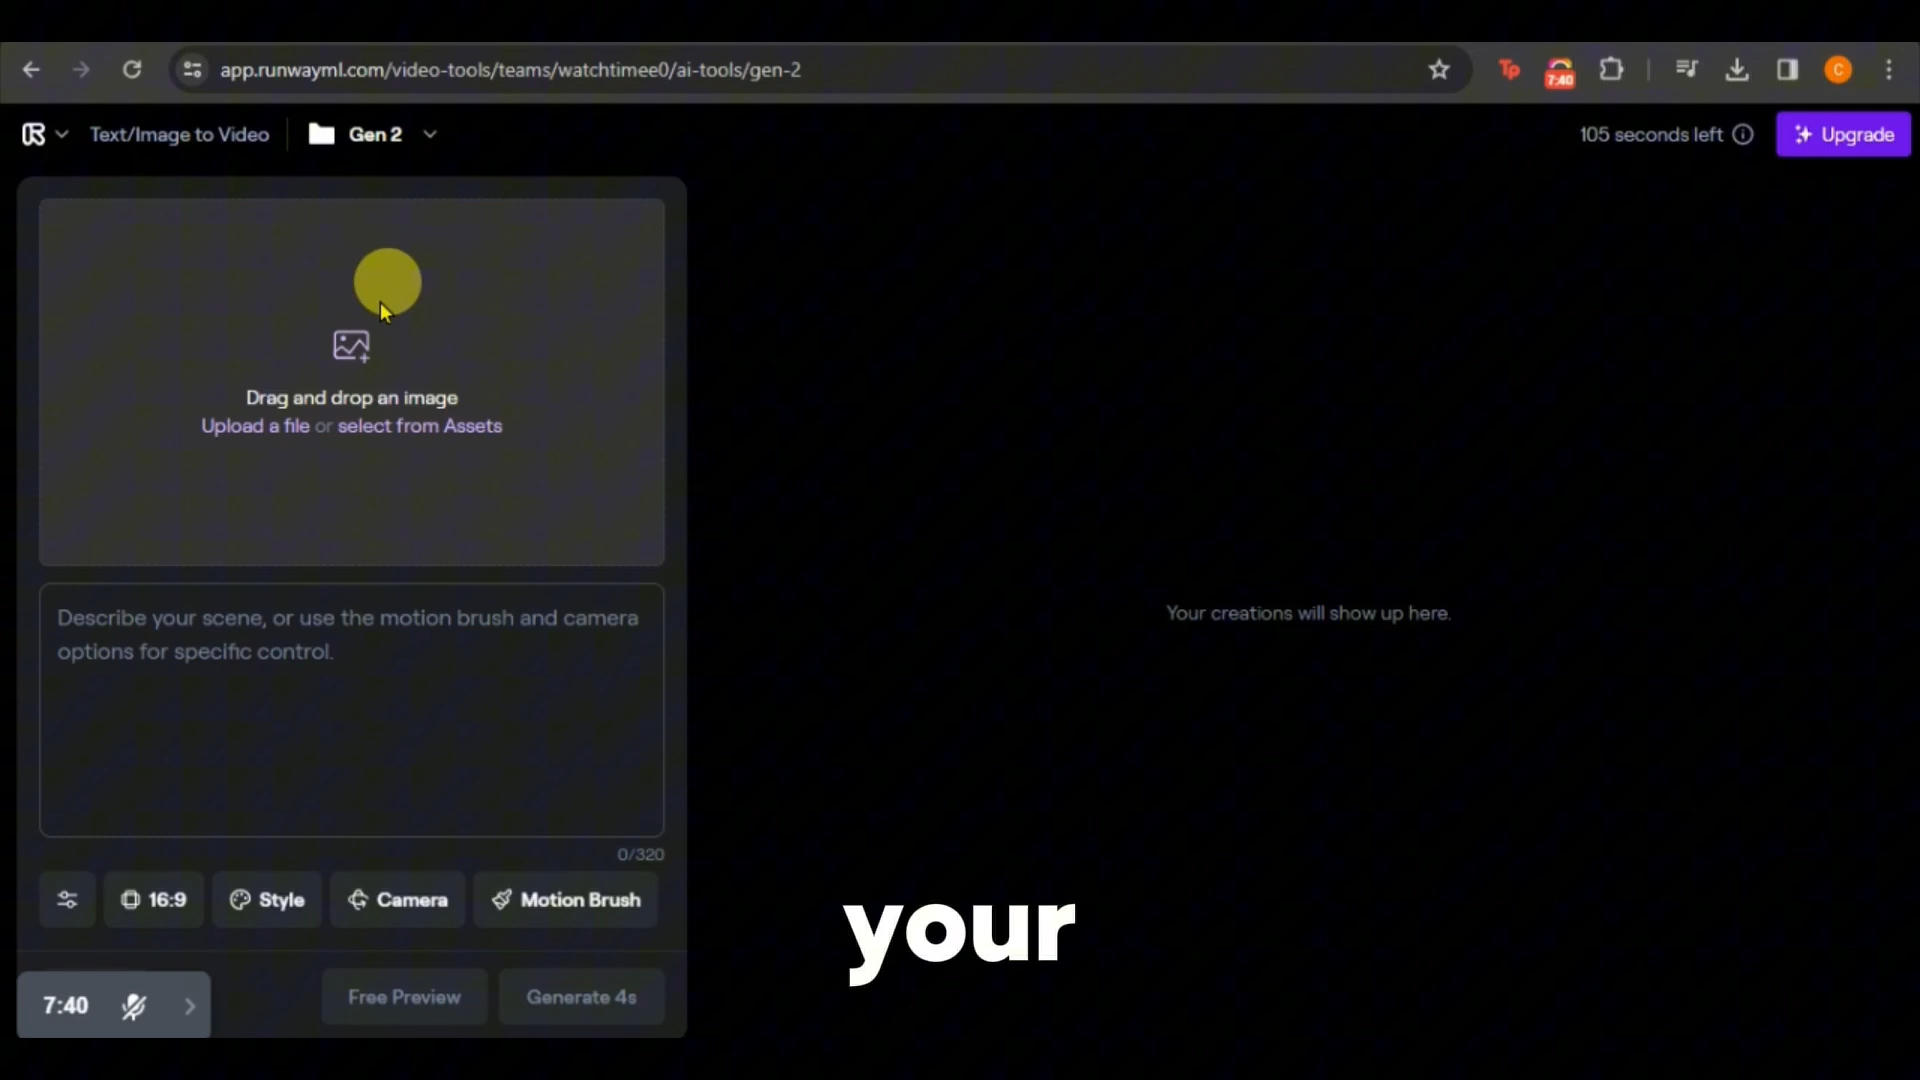 app.runwayml.com/video-tools/teams/watchtimee0/ai-tools/gen-2
Tp
7:40
C
Text/Image to Video
Gen 2
105 seconds left
Upgrade
Drag and drop an image
Upload a file or select from Assets
Describe your scene, or use the motion brush and camera
options for specific control.
0/320
Your creations will show up here.
16:9
Style
Camera
Motion Brush
your
7:40
Free Preview
Generate 4s